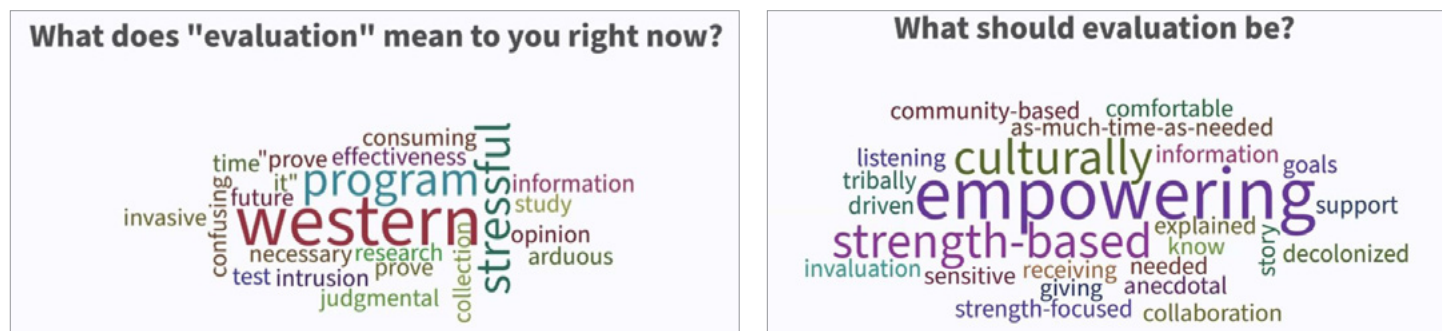 What does "evaluation" mean to you right now?
consuming
time "prove effectiveness
it" program
stressful
information
confusing
future
study
invasive
western
opinion
necessary research
arduous
collection
test intrusion prove
judgmental
What should evaluation be?
community-based comfortable
as-much-time-as-needed
listening culturally information goals
tribally
driven empowering support
strength-based explained
know
story
decolonized
invaluation sensitive receiving needed
giving anecdotal
strength-focused collaboration